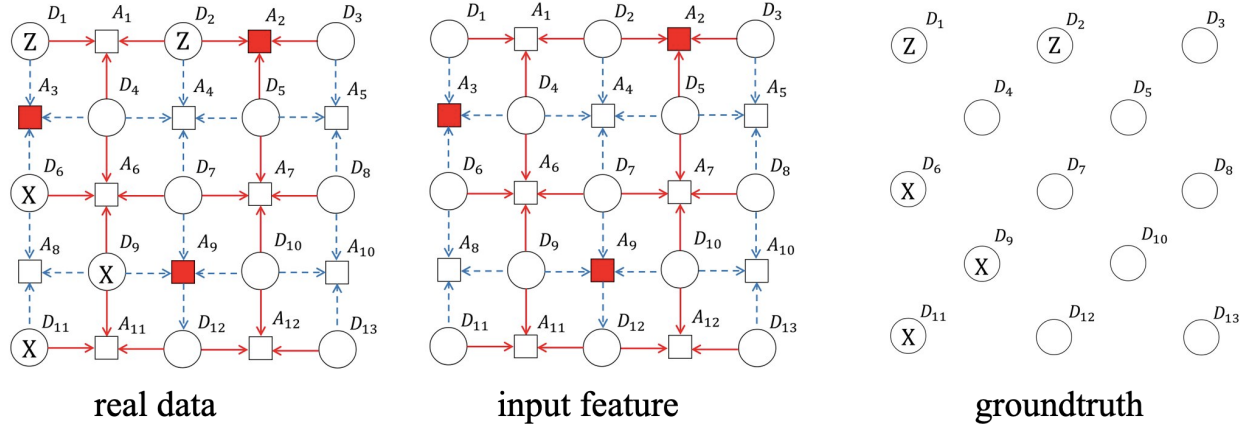 D₁ A₁ D₂ A₂ D₃ D₁ A₁ D₂ A₂ D₃ D₁ D₂ D₃
Z Z Z Z
A₃ D₄ A₄ D₅ A₅ A₃ D₄ A₄ D₅ A₅ D₄ D₅
D₆ A₆ D₇ A₇ D₈ D₆ A₆ D₇ A₇ D₈ D₆ D₇ D₈
X X
A₈ D₉ A₉ D₁₀ A₁₀ A₈ D₉ A₉ D₁₀ A₁₀ D₉ D₁₀
X X
D₁₁ A₁₁ D₁₂ A₁₂ D₁₃ D₁₁ A₁₁ D₁₂ A₁₂ D₁₃ D₁₁ D₁₂ D₁₃
X X
real data input feature groundtruth